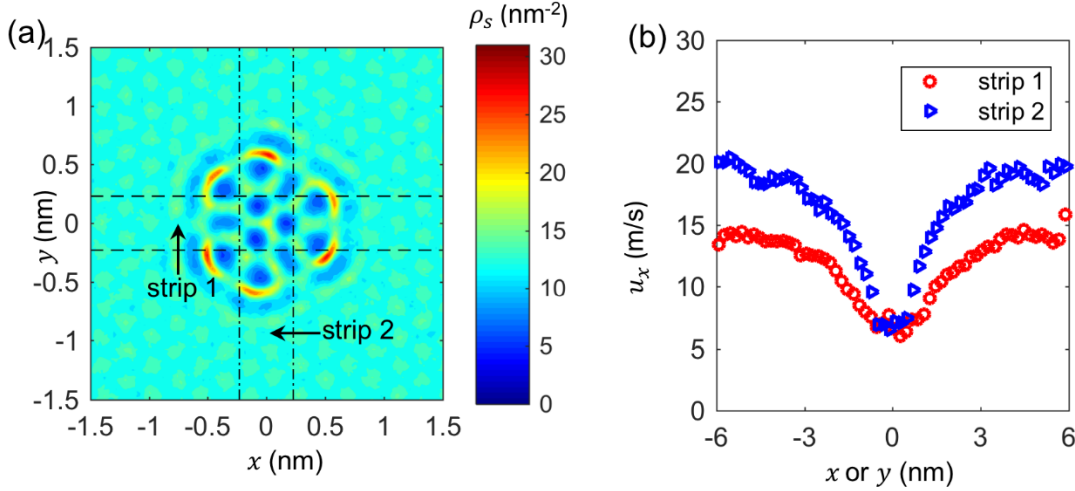 (a)
ρₛ (nm⁻²)
1.5
1
0.5
0
-0.5
-1
-1.5
y (nm)
-1.5 -1 -0.5 0 0.5 1 1.5
x (nm)
strip 1
strip 2
30
25
20
15
10
5
0
(b)
30
25
20
15
10
5
0
uₓ (m/s)
strip 1
strip 2
-6 -3 0 3 6
x or y (nm)